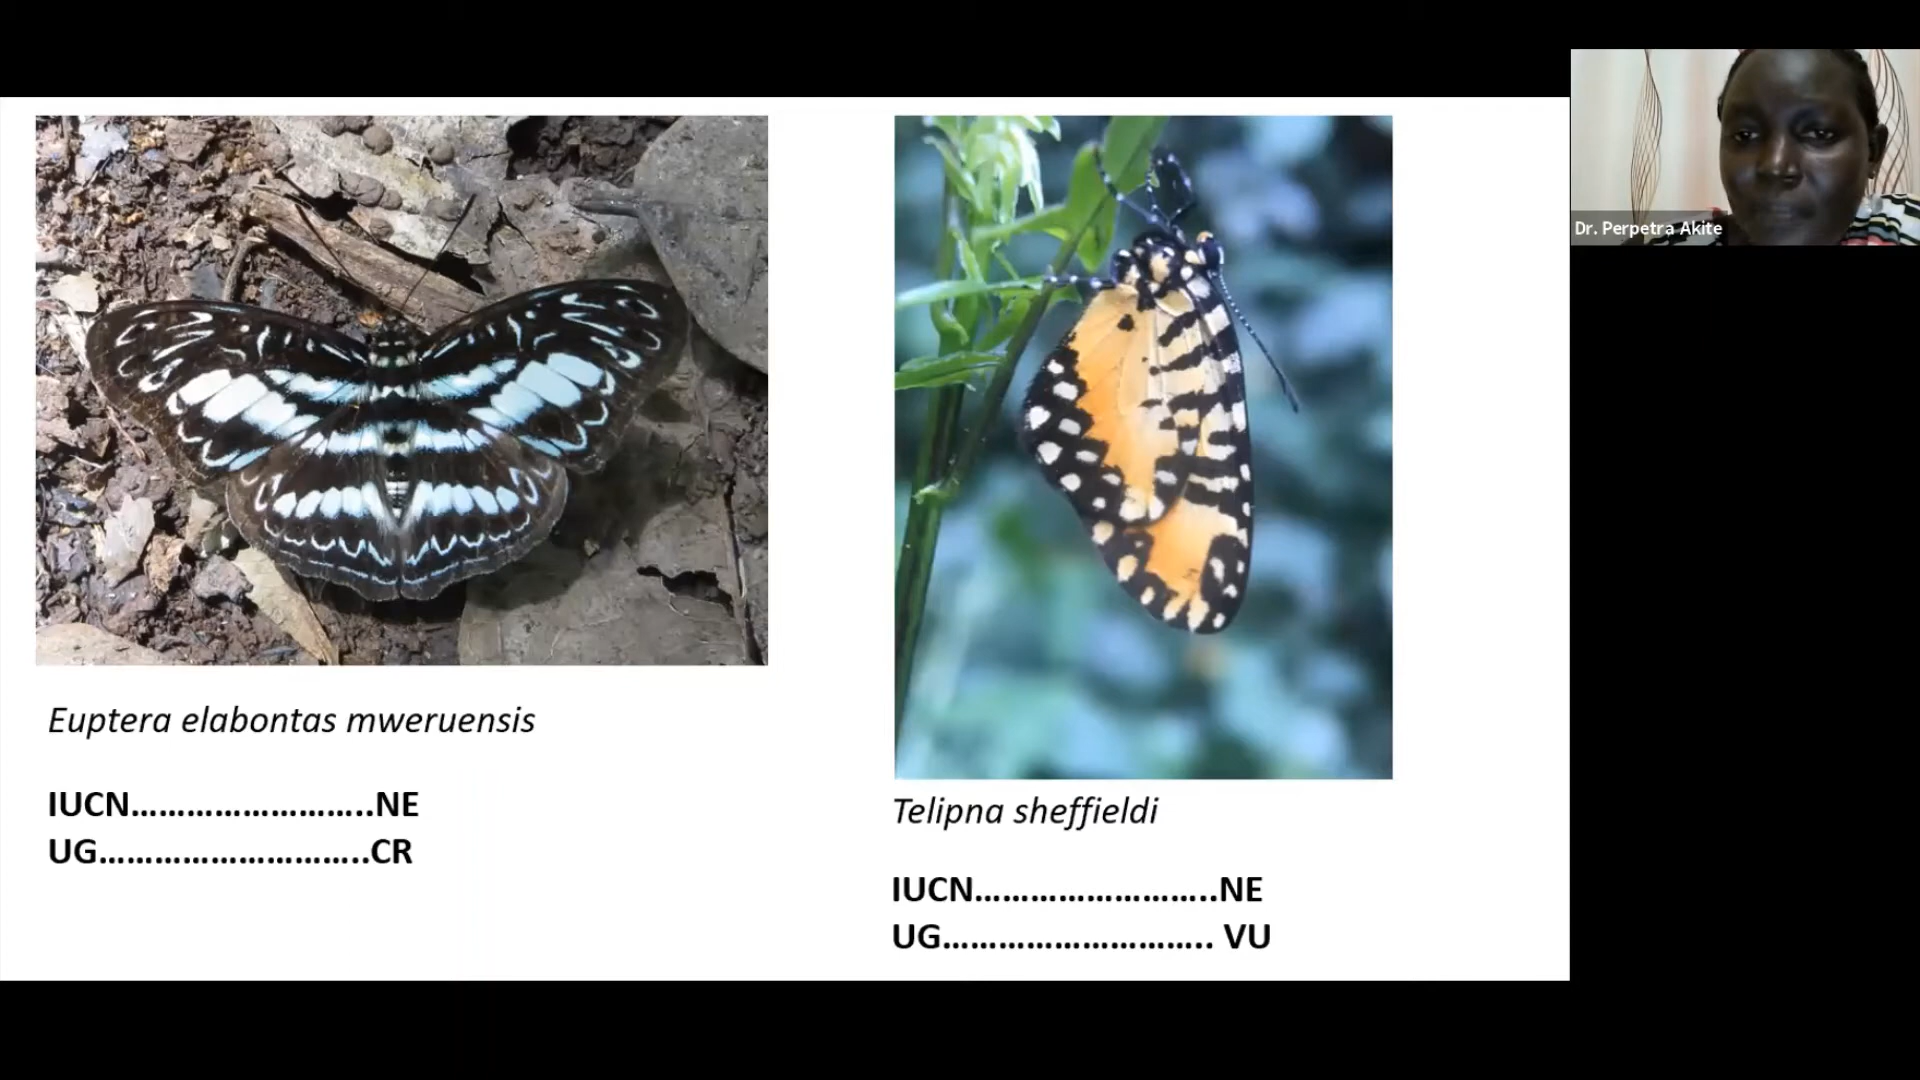 Dr. Perpetra Akite
Euptera elabontas mweruensis
IUCN……………………..NE
UG………………………..CR
Telipna sheffieldi
IUCN……………………..NE
UG……………………….. VU